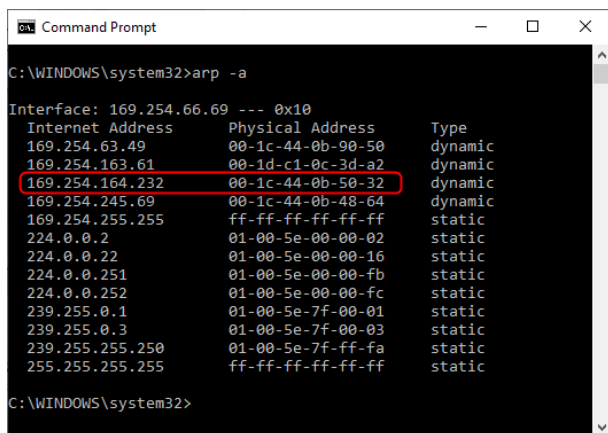 Command Prompt
C:\WINDOWS\system32>arp -a
Interface: 169.254.66.69 --- 0x10
Internet Address Physical Address Type
169.254.63.49 00-1c-44-0b-90-50 dynamic
169.254.163.61 00-1d-c1-0c-3d-a2 dynamic
169.254.164.232 00-1c-44-0b-50-32 dynamic
169.254.245.69 00-1c-44-0b-48-64 dynamic
169.254.255.255 ff-ff-ff-ff-ff-ff static
224.0.0.2 01-00-5e-00-00-02 static
224.0.0.22 01-00-5e-00-00-16 static
224.0.0.251 01-00-5e-00-00-fb static
224.0.0.252 01-00-5e-00-00-fc static
239.255.0.1 01-00-5e-7f-00-01 static
239.255.0.3 01-00-5e-7f-00-03 static
239.255.255.250 01-00-5e-7f-ff-fa static
255.255.255.255 ff-ff-ff-ff-ff-ff static
C:\WINDOWS\system32>